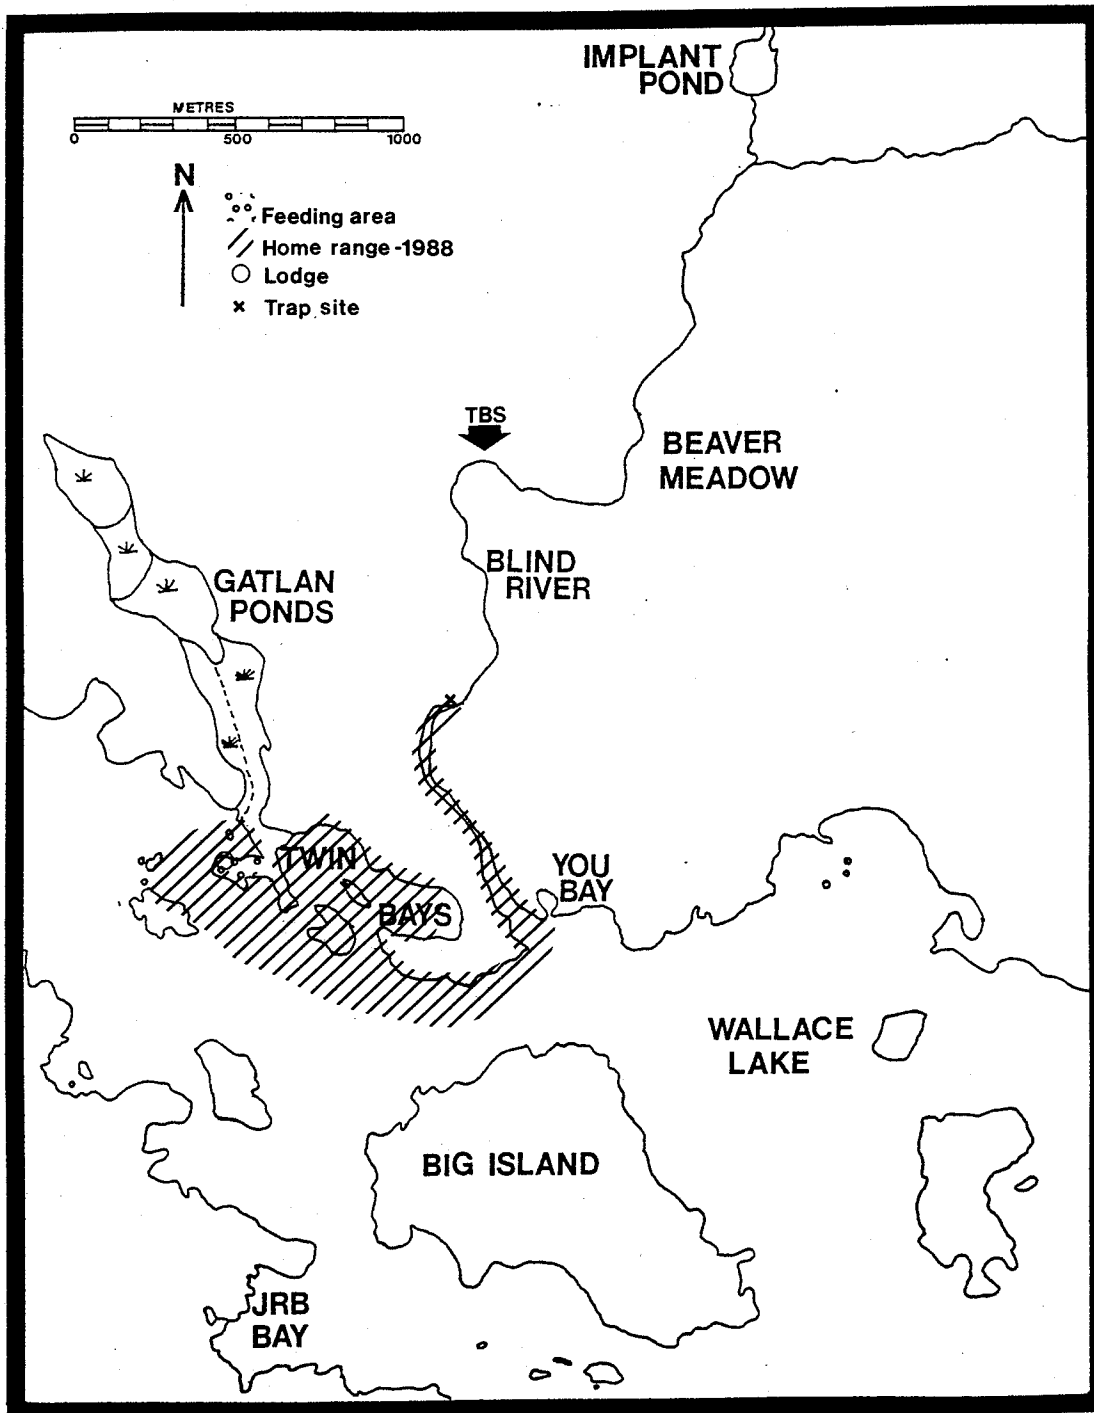 IMPLANT
POND
METRES
0 500 1000
N
Feeding area
Home range -1988
Lodge
Trap site
TBS
BEAVER
MEADOW
BLIND
RIVER
GATLAN
PONDS
TWIN
BAYS
YOU
BAY
WALLACE
LAKE
BIG ISLAND
JRB
BAY